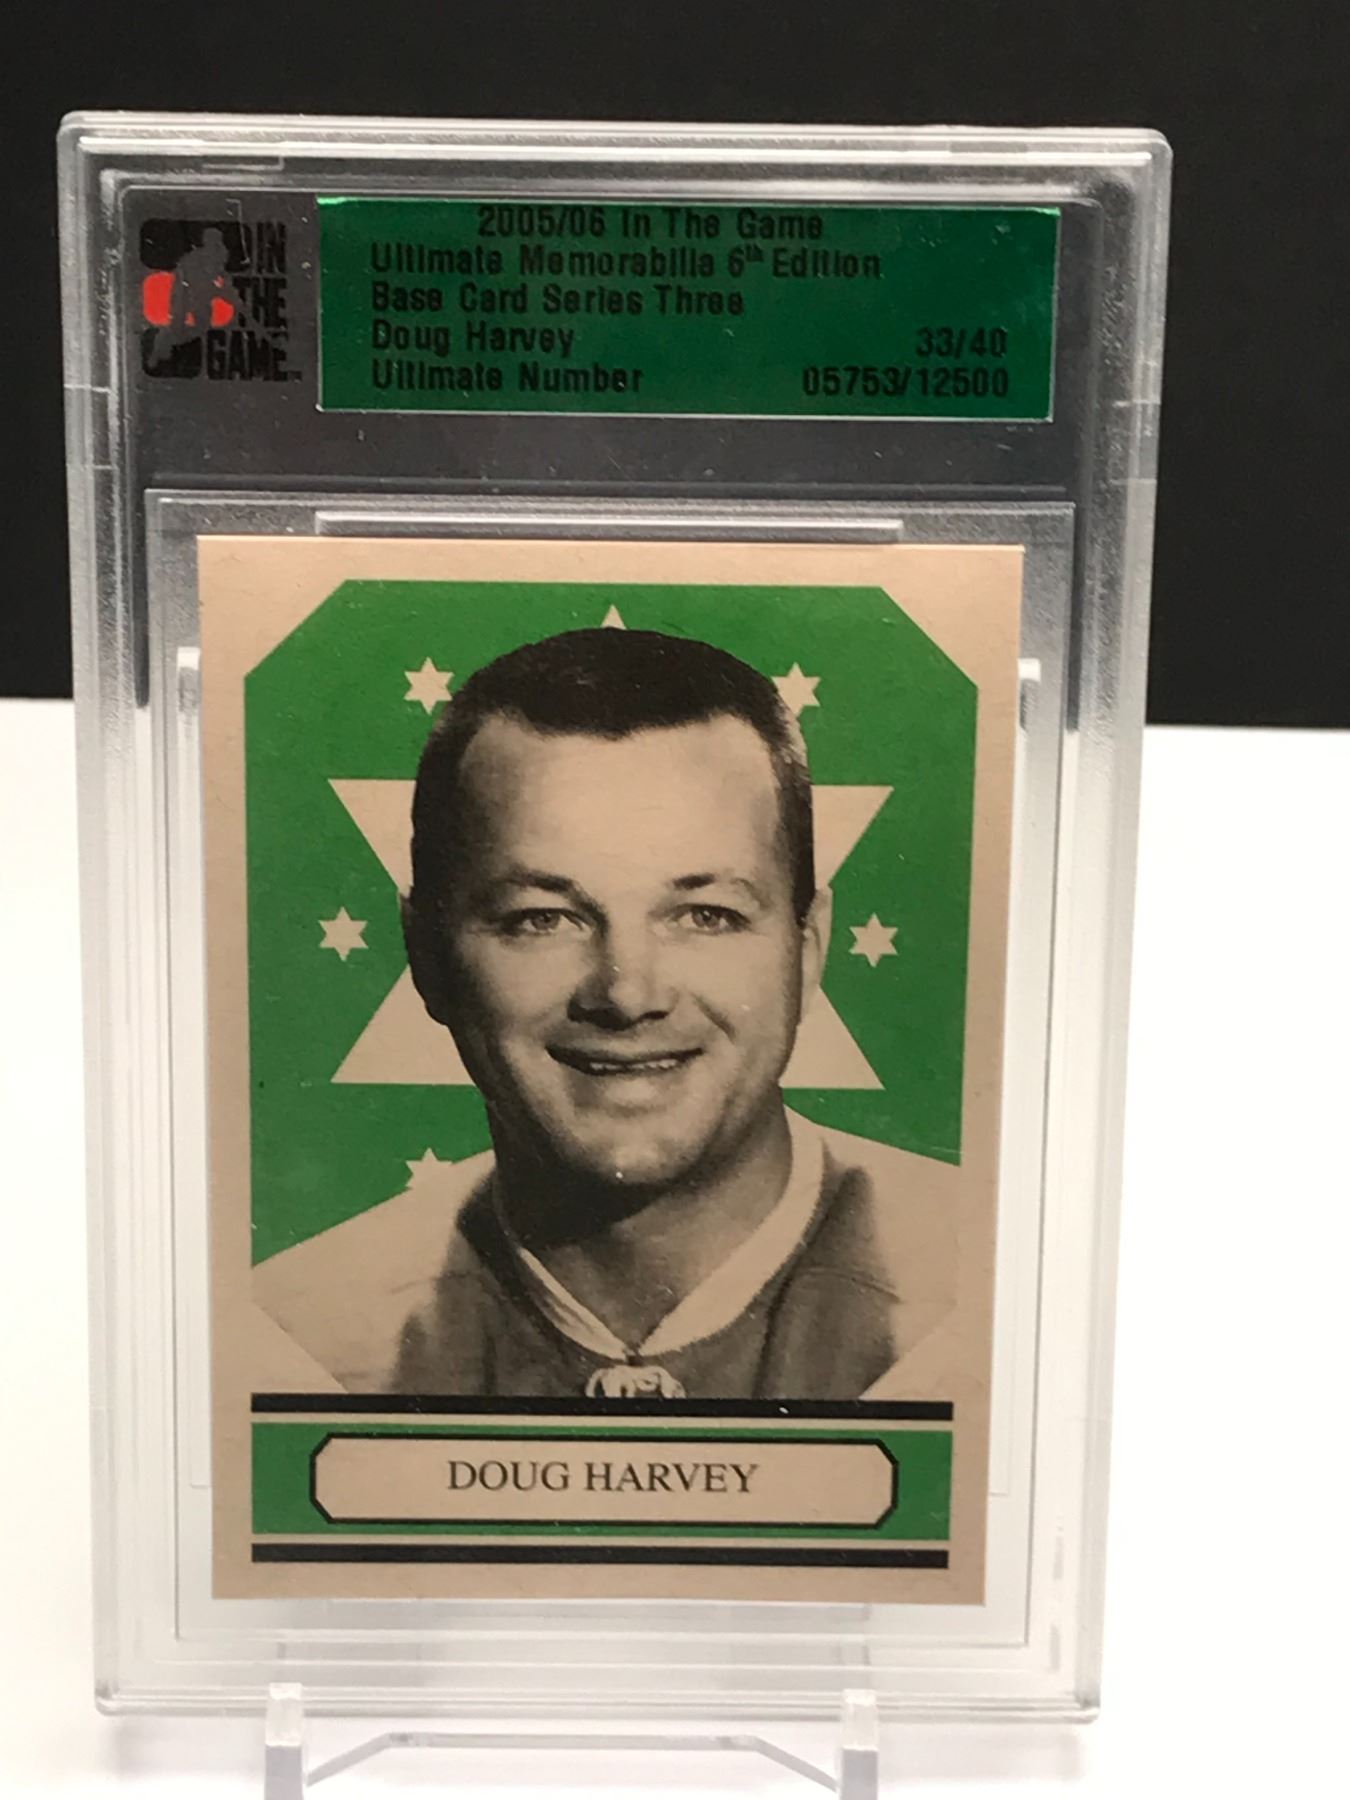 IN
THE
GAME
2005/06 In The Game
Ultimate Memorabilia 6th Edition
Base Card Series Three
Doug Harvey 33/40
Ultimate Number 05753/12500
DOUG HARVEY